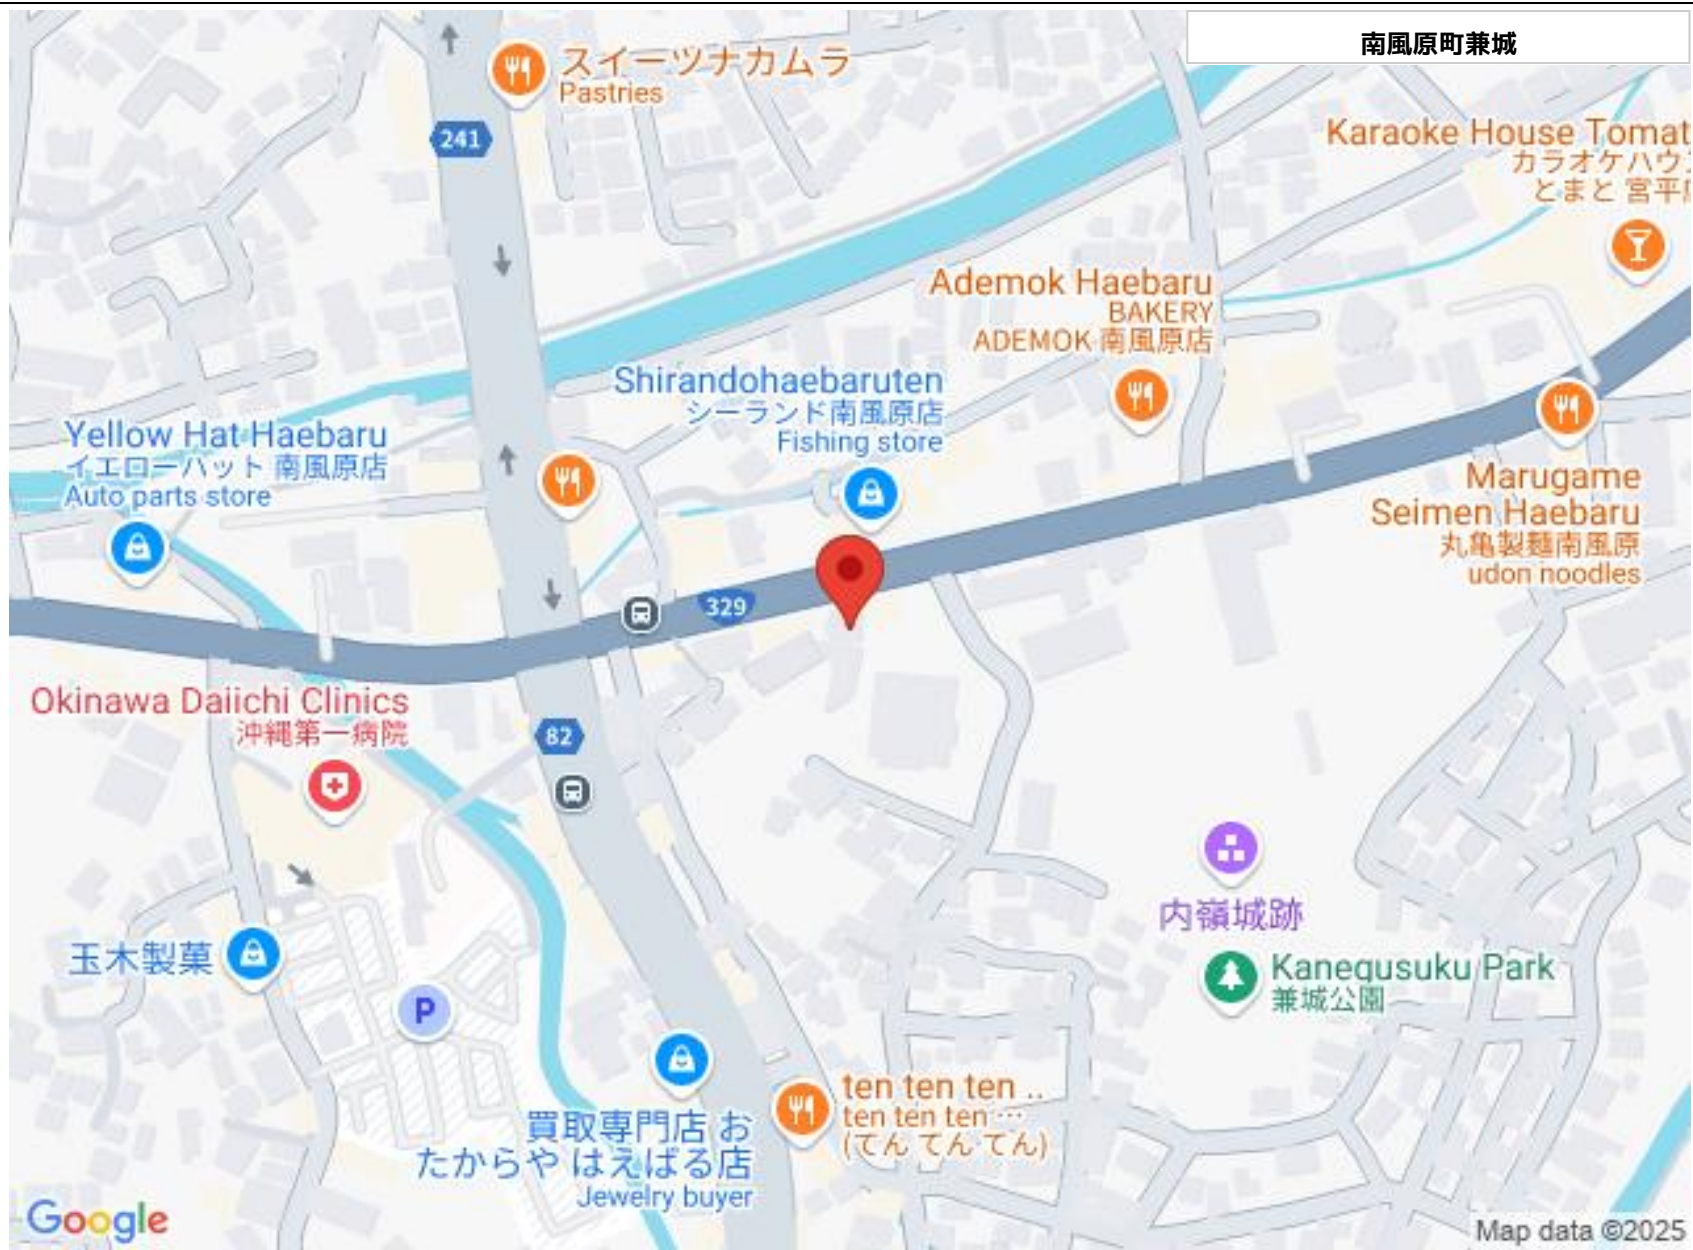 南風原町兼城
スイーツナカムラ
Pastries
241
Karaoke House Tomat
カラオケハウ
とまと 宮平
Ademok Haebaru
BAKERY
ADEMOK 南風原店
Shirandohaebaruten
シーランド南風原店
Fishing store
Yellow Hat Haebaru
イエローハット 南風原店
Auto parts store
Marugame
Seimen Haebaru
丸亀製麺南風原
udon noodles
329
Okinawa Daiichi Clinics
沖縄第一病院
82
内嶺城跡
玉木製菓
Kanequsuku Park
兼城公園
P
ten ten ten ..
ten ten ten …
(てん てん てん)
買取専門店 お
たからや はえばる店
Jewelry buyer
Google
Map data ©2025